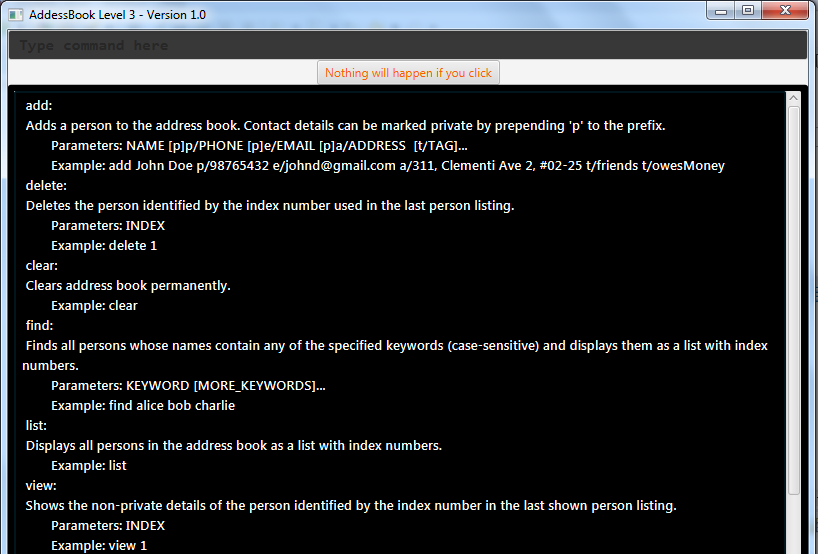 AddessBook Level 3 - Version 1.0
Type command here
Nothing will happen if you click
add:
Adds a person to the address book. Contact details can be marked private by prepending 'p' to the prefix.
Parameters: NAME [p]p/PHONE [p]e/EMAIL [p]a/ADDRESS  [t/TAG]...
Example: add John Doe p/98765432 e/johnd@gmail.com a/311, Clementi Ave 2, #02-25 t/friends t/owesMoney
delete:
Deletes the person identified by the index number used in the last person listing.
Parameters: INDEX
Example: delete 1
clear:
Clears address book permanently.
Example: clear
find:
Finds all persons whose names contain any of the specified keywords (case-sensitive) and displays them as a list with index
numbers.
Parameters: KEYWORD [MORE_KEYWORDS]...
Example: find alice bob charlie
list:
Displays all persons in the address book as a list with index numbers.
Example: list
view:
Shows the non-private details of the person identified by the index number in the last shown person listing.
Parameters: INDEX
Example: view 1